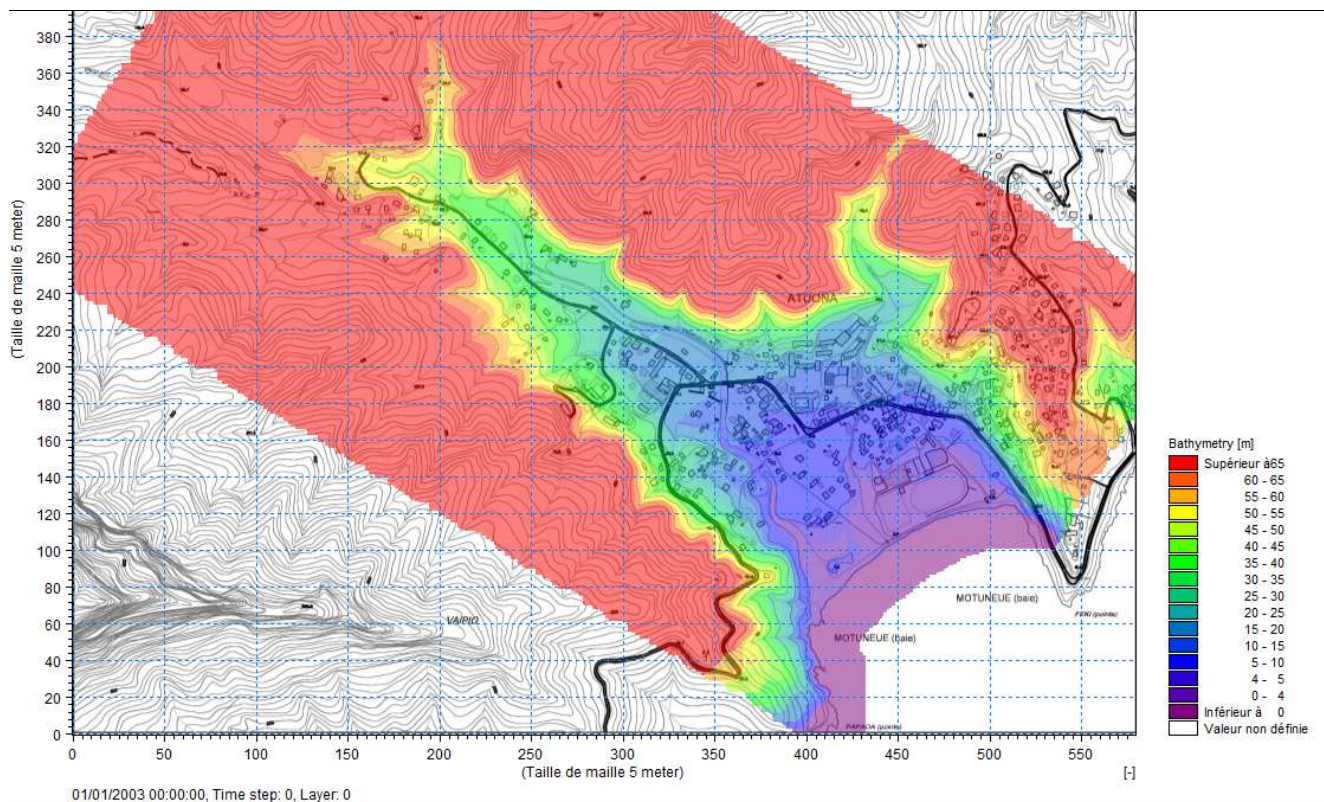 380
360
340
320
300
280
260
240
220
200
180
160
140
120
100
80
60
40
20
0
(Taille de maille 5 meter)
ATUONA
VAIPIO
MOTUNEUE (baie)
MOTUNEUE (baie)
0 50 100 150 200 250 300 350 400 450 500 550
(Taille de maille 5 meter) [-]
01/01/2003 00:00:00, Time step: 0, Layer: 0
Bathymetry [m]
Supérieur à65
60 - 65
55 - 60
50 - 55
45 - 50
40 - 45
35 - 40
30 - 35
25 - 30
20 - 25
15 - 20
10 - 15
5 - 10
4 - 5
0 - 4
Inférieur à 0
Valeur non définie